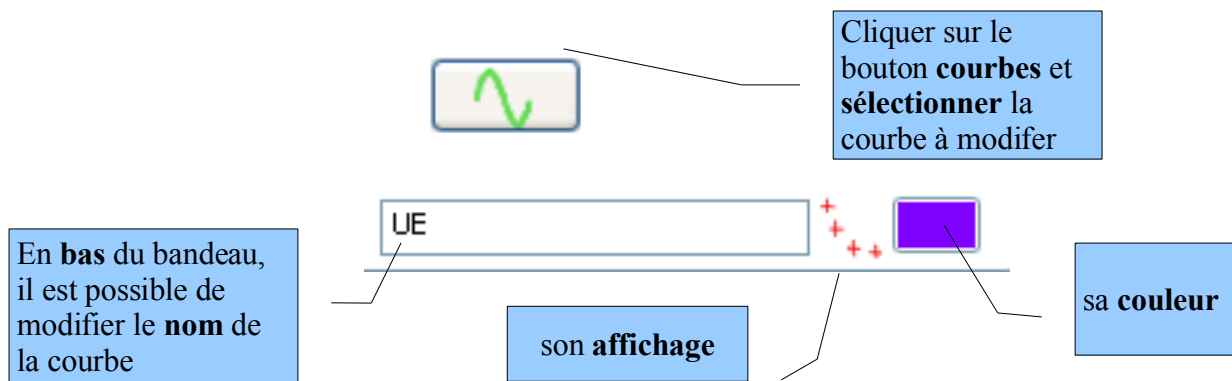 Cliquer sur le
bouton courbes et
sélectionner la
courbe à modifer
UE
En bas du bandeau,
il est possible de
modifier le nom de
la courbe
son affichage
sa couleur